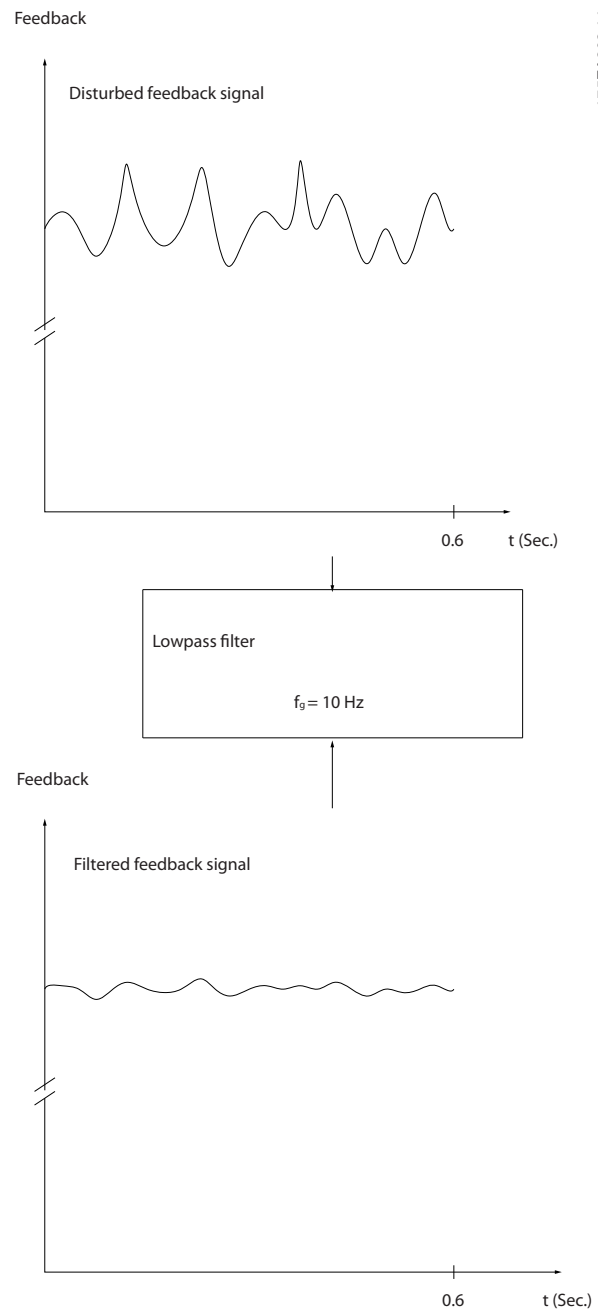 Feedback
Disturbed feedback signal
0.6 t (Sec.)
Lowpass filter
fg = 10 Hz
Feedback
Filtered feedback signal
0.6 t (Sec.)